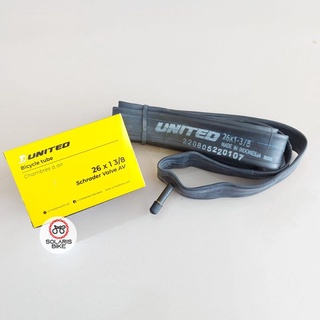 UNITED
Bicycle tube
Chambres à air
26 x 1 3/8
Schrader Valve AV
SOLARIS
BIKE
UNITED 26x1-3/8
MADE IN INDONESIA
220806220107